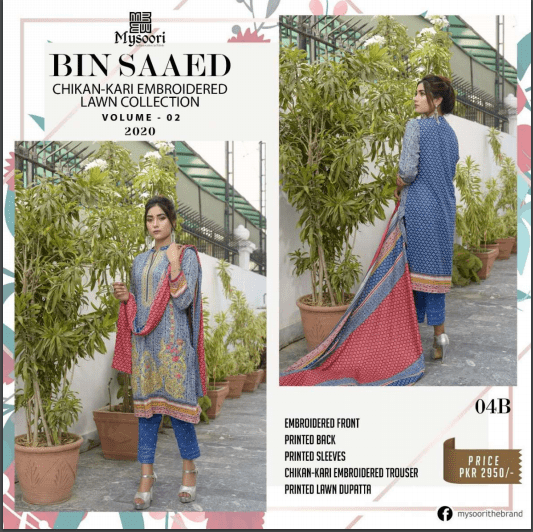 Mysoori
BIN SAAED
CHIKAN-KARI EMBROIDERED
LAWN COLLECTION
VOLUME - 02
2020
04B
EMBROIDERED FRONT
PRINTED BACK
PRINTED SLEEVES
CHIKAN-KARI EMBROIDERED TROUSER
PRINTED LAWN DUPATTA
PRICE
PKR 2950/-
mysoorithebrand